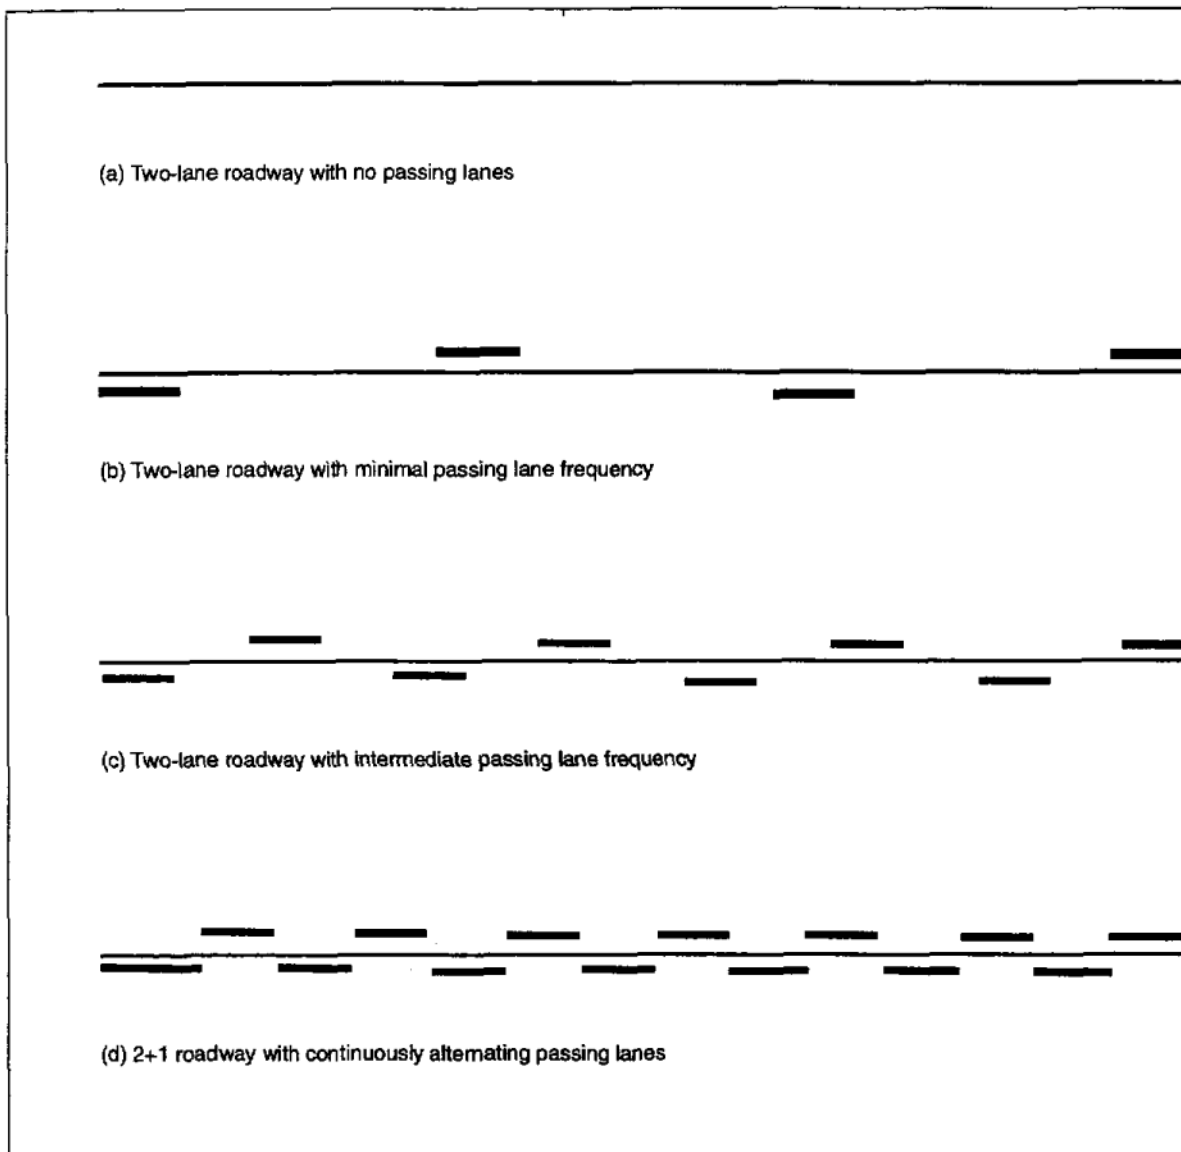 (a) Two-lane roadway with no passing lanes
(b) Two-lane roadway with minimal passing lane frequency
(c) Two-lane roadway with intermediate passing lane frequency
(d) 2+1 roadway with continuously alternating passing lanes